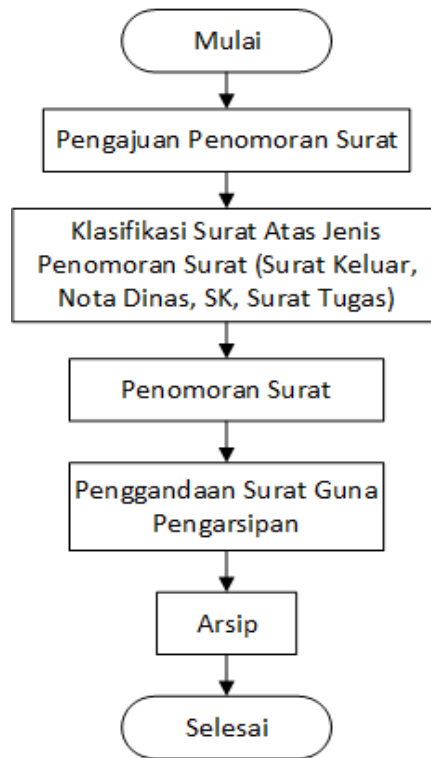 Mulai
Pengajuan Penomoran Surat
Klasifikasi Surat Atas Jenis
Penomoran Surat (Surat Keluar,
Nota Dinas, SK, Surat Tugas)
Penomoran Surat
Penggandaan Surat Guna
Pengarsipan
Arsip
Selesai